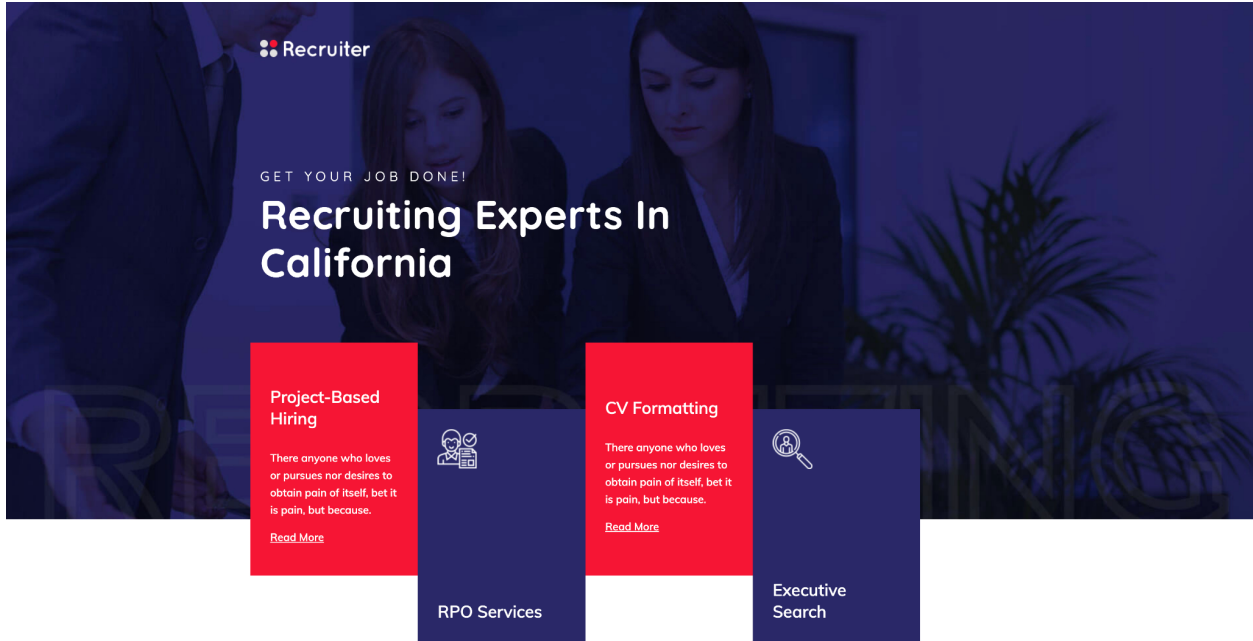 Recruiter
GET YOUR JOB DONE!
Recruiting Experts In
California
RECRUITING
Project-Based
Hiring
There anyone who loves
or pursues nor desires to
obtain pain of itself, bet it
is pain, but because.
Read More
RPO Services
CV Formatting
There anyone who loves
or pursues nor desires to
obtain pain of itself, bet it
is pain, but because.
Read More
Executive
Search